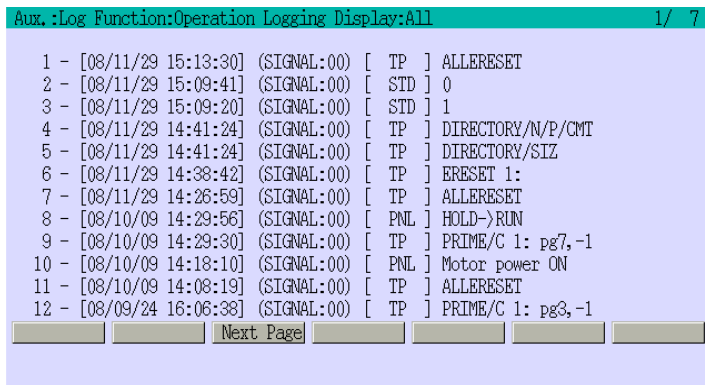 Aux.:Log Function:Operation Logging Display:All 1/ 7
1 - [08/11/29 15:13:30] (SIGNAL:00) [ TP ] ALLERESET
2 - [08/11/29 15:09:41] (SIGNAL:00) [ STD ] 0
3 - [08/11/29 15:09:20] (SIGNAL:00) [ STD ] 1
4 - [08/11/29 14:41:24] (SIGNAL:00) [ TP ] DIRECTORY/N/P/CMT
5 - [08/11/29 14:41:24] (SIGNAL:00) [ TP ] DIRECTORY/SIZ
6 - [08/11/29 14:38:42] (SIGNAL:00) [ TP ] ERESET 1:
7 - [08/11/29 14:26:59] (SIGNAL:00) [ TP ] ALLERESET
8 - [08/10/09 14:29:56] (SIGNAL:00) [ PNL ] HOLD->RUN
9 - [08/10/09 14:29:30] (SIGNAL:00) [ TP ] PRIME/C 1: pg7,-1
10 - [08/10/09 14:18:10] (SIGNAL:00) [ PNL ] Motor power ON
11 - [08/10/09 14:08:19] (SIGNAL:00) [ TP ] ALLERESET
12 - [08/09/24 16:06:38] (SIGNAL:00) [ TP ] PRIME/C 1: pg3,-1
Next Page